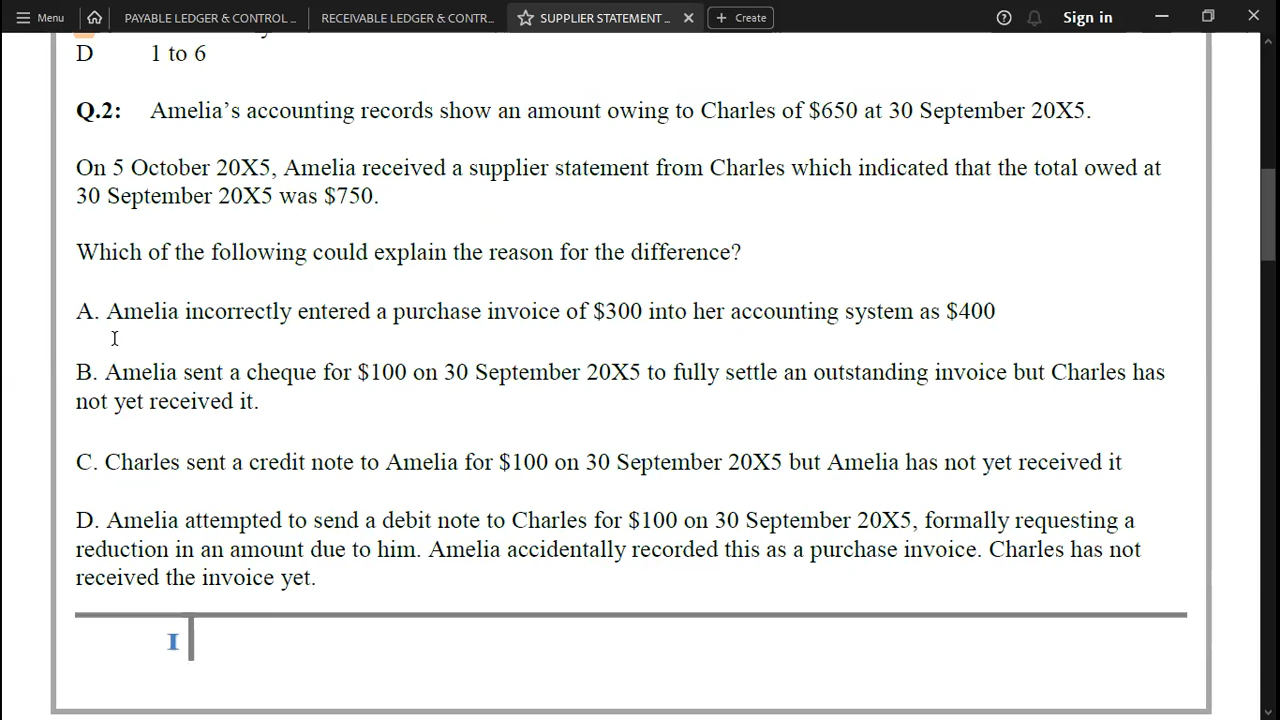 Menu PAYABLE LEDGER & CONTROL ... RECEIVABLE LEDGER & CONTR... SUPPLIER STATEMENT ... Create Sign in
D 1 to 6
Q.2: Amelia’s accounting records show an amount owing to Charles of $650 at 30 September 20X5.
On 5 October 20X5, Amelia received a supplier statement from Charles which indicated that the total owed at
30 September 20X5 was $750.
Which of the following could explain the reason for the difference?
A. Amelia incorrectly entered a purchase invoice of $300 into her accounting system as $400
B. Amelia sent a cheque for $100 on 30 September 20X5 to fully settle an outstanding invoice but Charles has
not yet received it.
C. Charles sent a credit note to Amelia for $100 on 30 September 20X5 but Amelia has not yet received it
D. Amelia attempted to send a debit note to Charles for $100 on 30 September 20X5, formally requesting a
reduction in an amount due to him. Amelia accidentally recorded this as a purchase invoice. Charles has not
received the invoice yet.
I